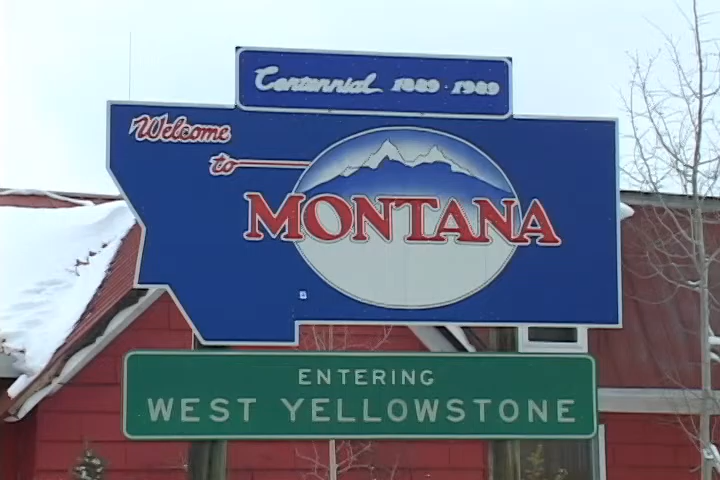 Centennial 1889 - 1989
Welcome
to
MONTANA
ENTERING
WEST YELLOWSTONE